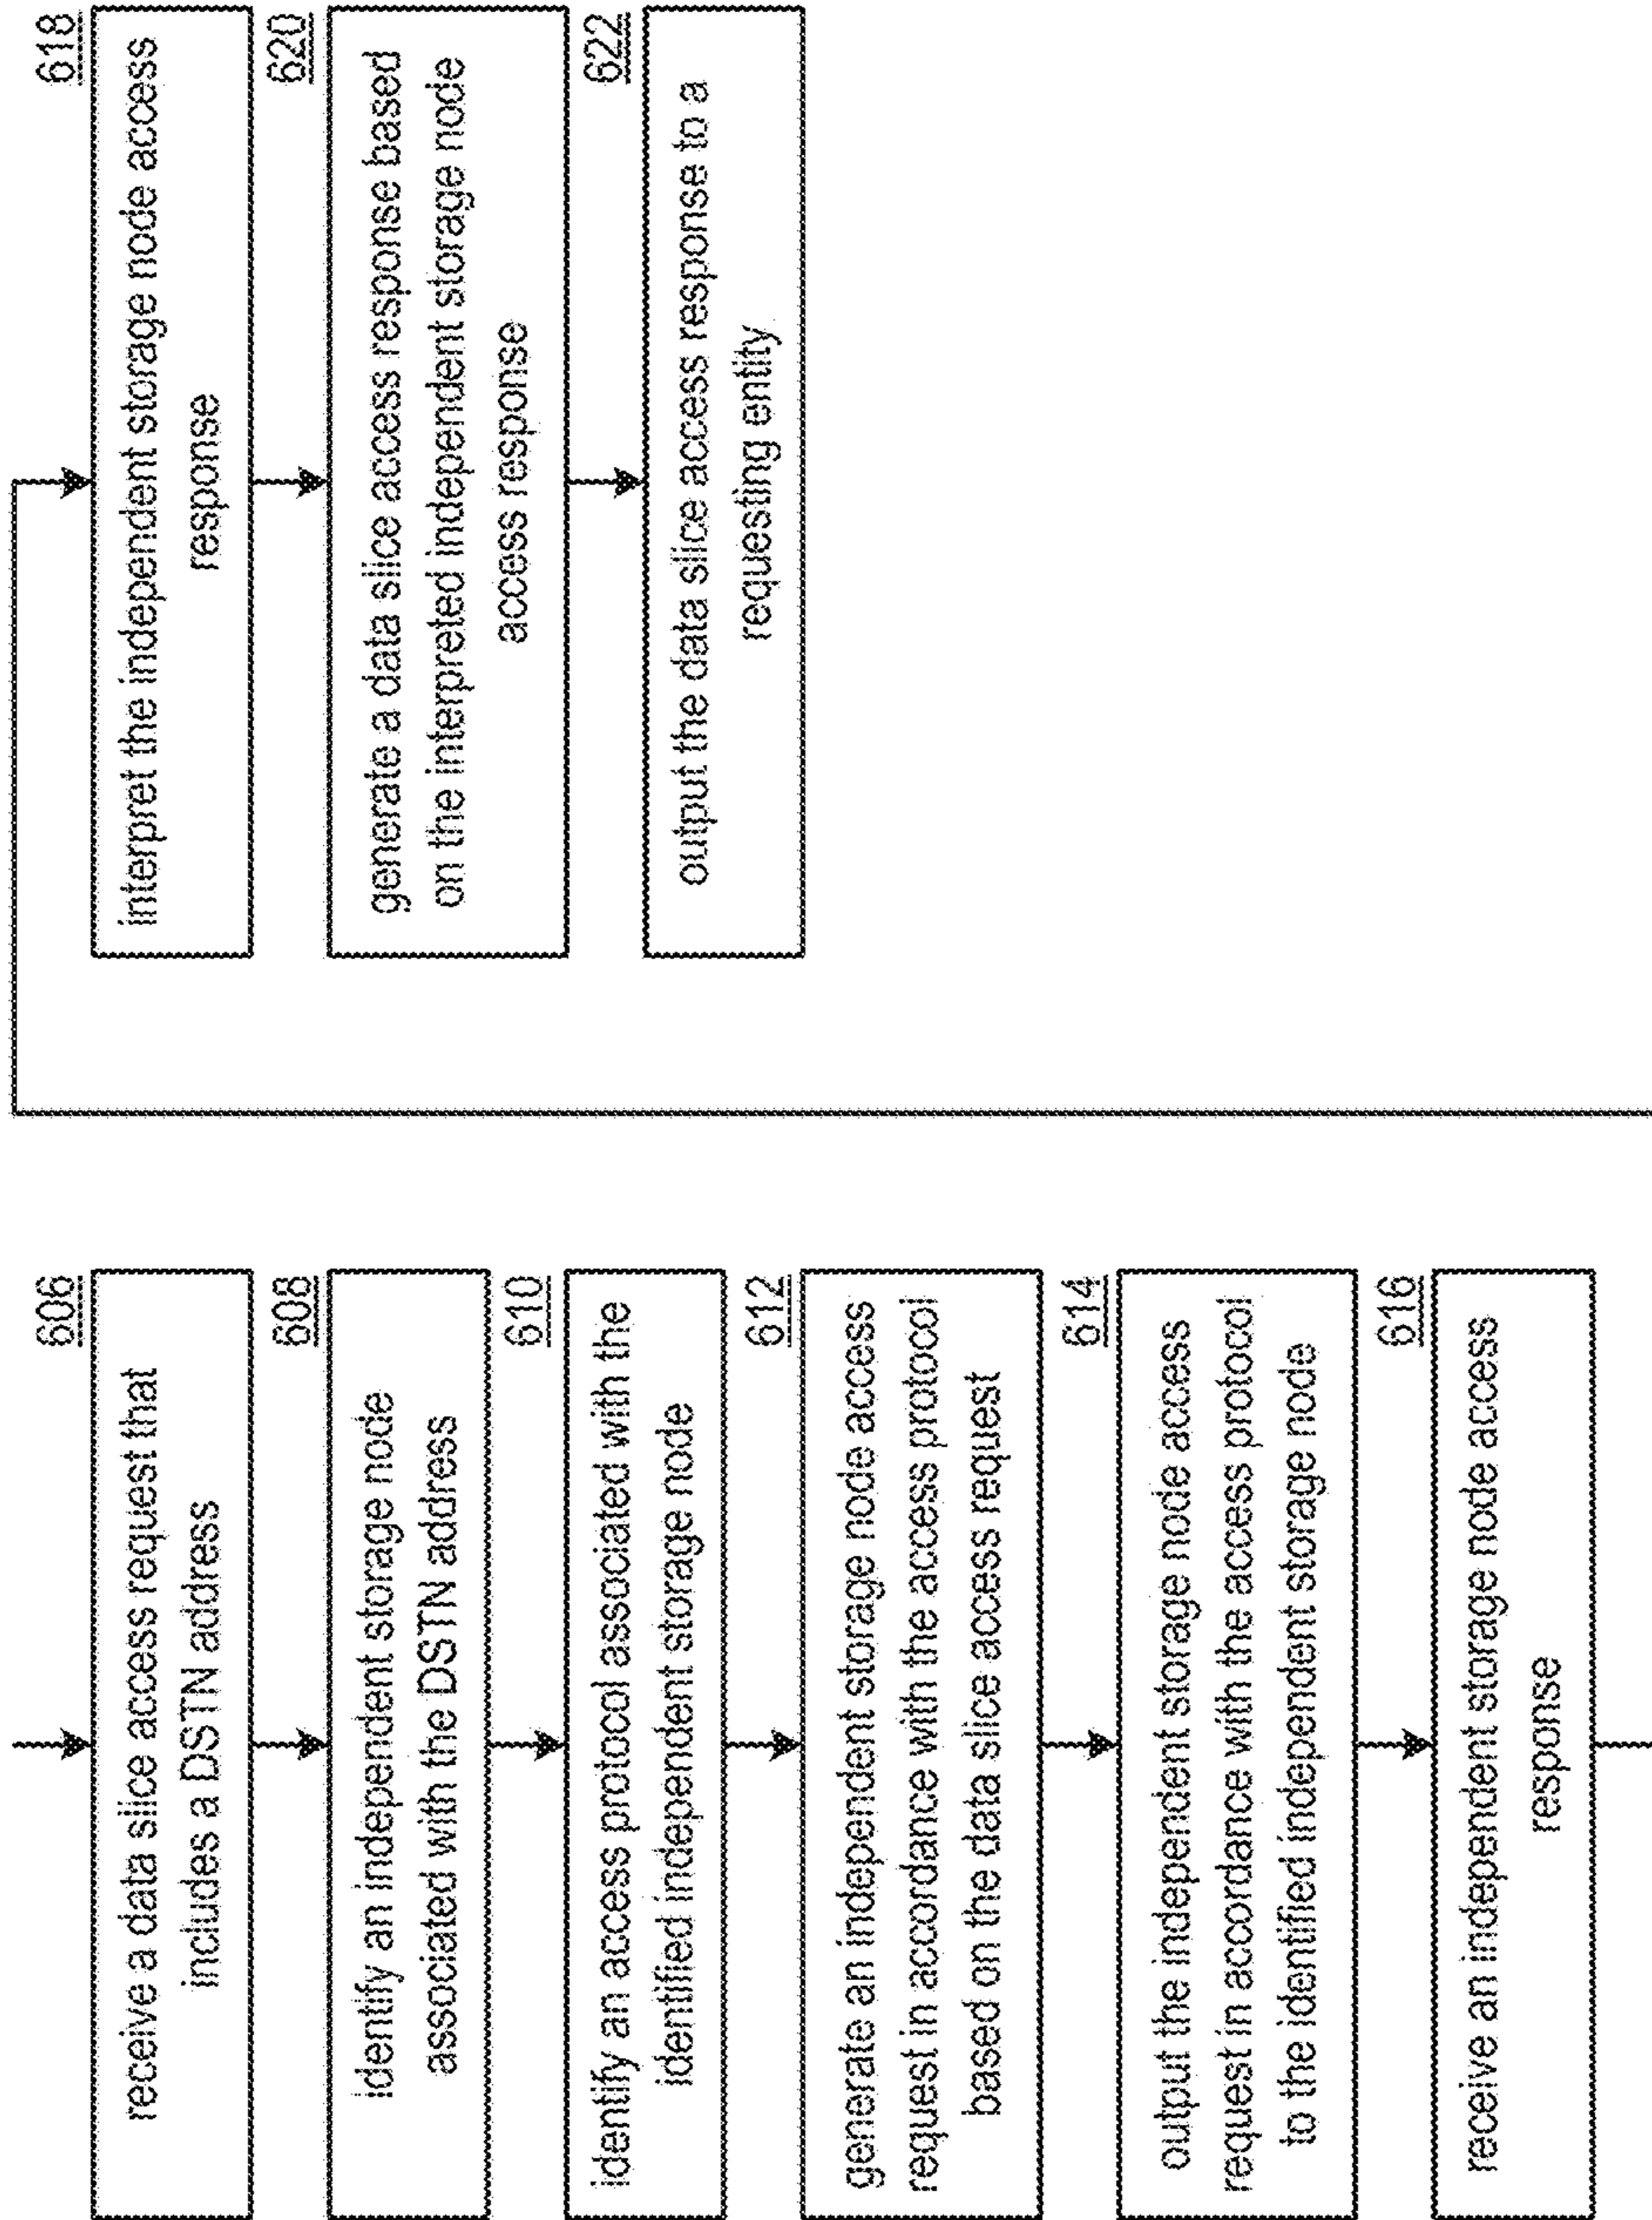 606
receive a data slice access request that
includes a DSTN address
608
identify an independent storage node
associated with the DSTN address
610
identify an access protocol associated with the
identified independent storage node
612
generate an independent storage node access
request in accordance with the access protocol
based on the data slice access request
614
output the independent storage node access
request in accordance with the access protocol
to the identified independent storage node
616
receive an independent storage node access
response
618
interpret the independent storage node access
response
620
generate a data slice access response based
on the interpreted independent storage node
access response
622
output the data slice access response to a
requesting entity